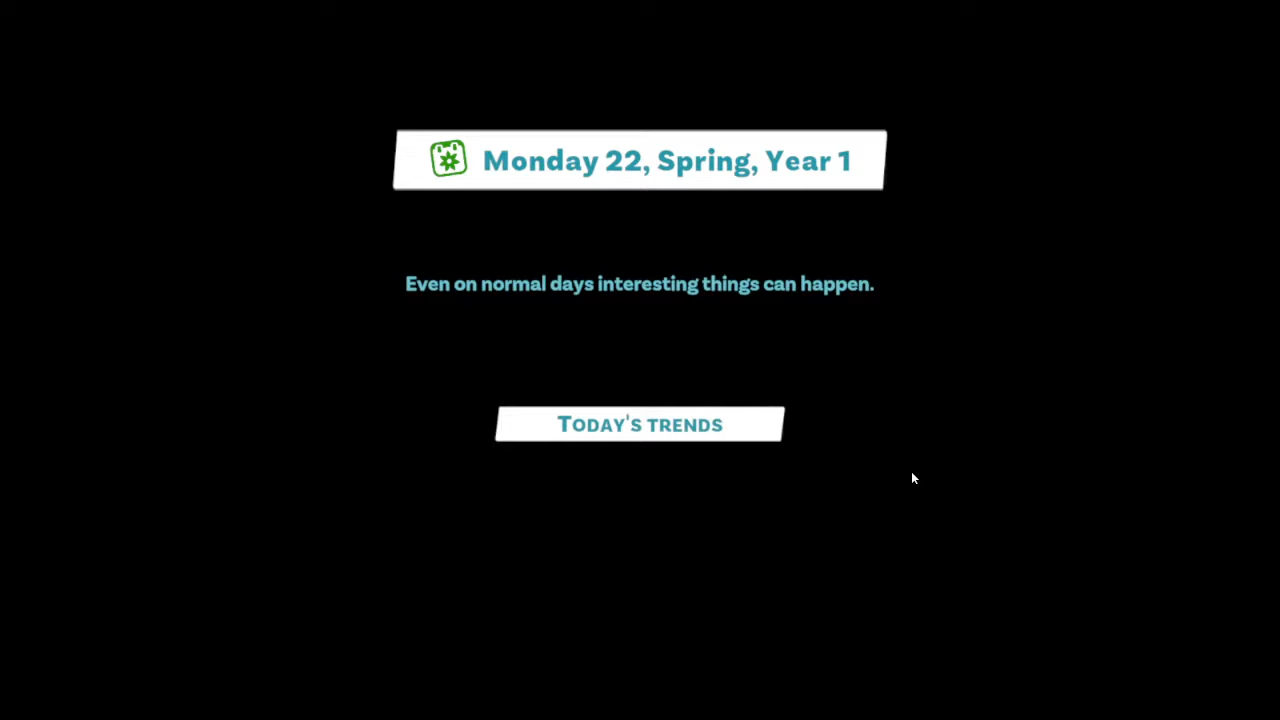 Monday 22, Spring, Year 1
Even on normal days interesting things can happen.
Today's trends